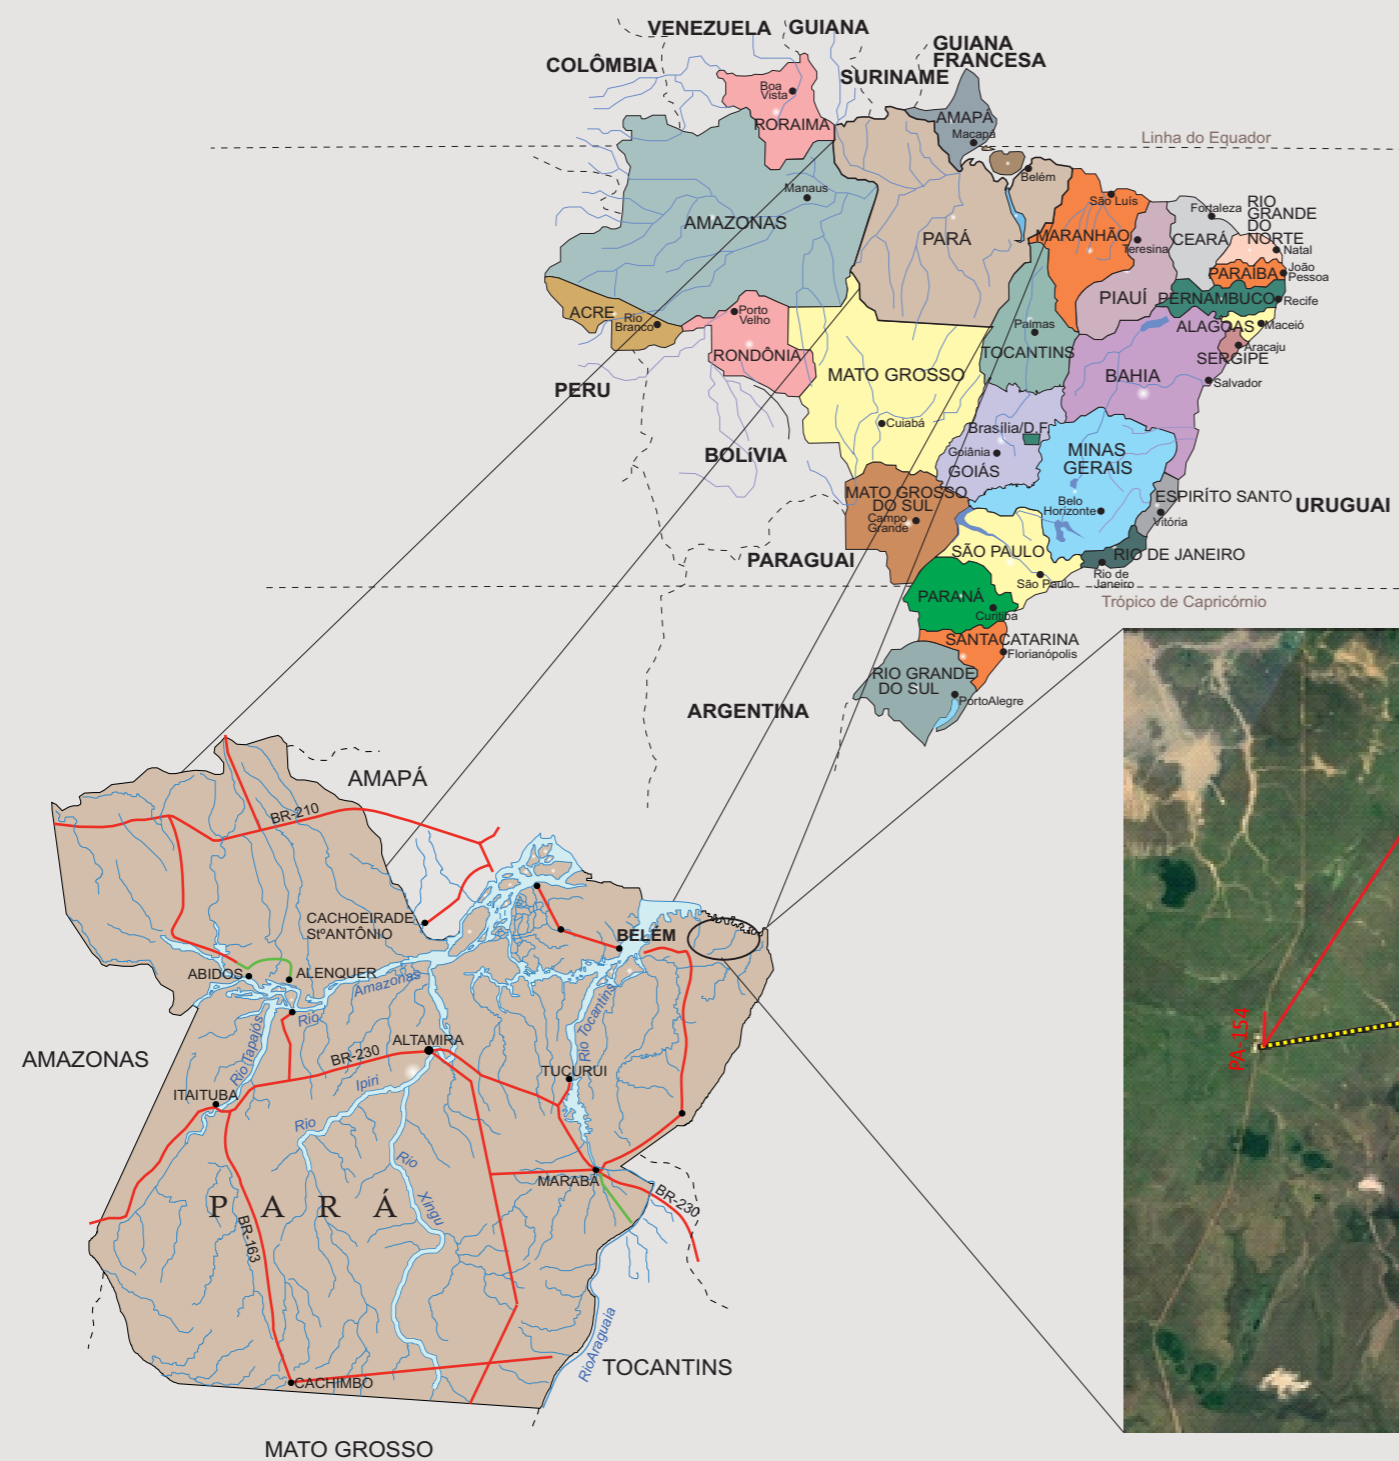 VENEZUELA
GUIANA
GUIANA
FRANCESA
COLÔMBIA
SURINAME
Boa
Vista
RORAIMA
AMAPÁ
Macapá
Linha do Equador
Belém
Manaus
AMAZONAS
PARÁ
São Luís
MARANHÃO
Teresina
Fortaleza
CEARÁ
RIO
GRANDE
DO
NORTE
Natal
PARAÍBA
João
Pessoa
PIAUÍ
PERNAMBUCO
Recife
ACRE
Rio
Branco
Porto
Velho
RONDÔNIA
Palmas
TOCANTINS
ALAGOAS
Maceió
Aracaju
SERGIPE
MATO GROSSO
BAHIA
Salvador
PERU
Cuiabá
Brasília/D.F.
Goiânia
GOIÁS
BOLíVIA
MINAS
GERAIS
Belo
Horizonte
MATO GROSSO
DO SUL
Campo
Grande
ESPIRÍTO SANTO
Vitória
URUGUAI
PARAGUAI
SÃO PAULO
São Paulo
RIO DE JANEIRO
Rio de
Janeiro
Trópico de Capricórnio
PARANÁ
Curitiba
SANTACATARINA
Florianópolis
RIO GRANDE
DO SUL
PortoAlegre
ARGENTINA
AMAPÁ
BR-210
CACHOEIRADE
StºANTÔNIO
BELÉM
ABIDOS
ALENQUER
Amazonas
Rio
Rio Tapajós
Rio Tocantins
AMAZONAS
ALTAMIRA
BR-230
Ipiri
Rio
TUCURUI
ITAITUBA
Rio
Xingu
MARABÁ
BR-230
PARÁ
BR-163
RioAraguaia
TOCANTINS
CACHIMBO
MATO GROSSO
PA-154